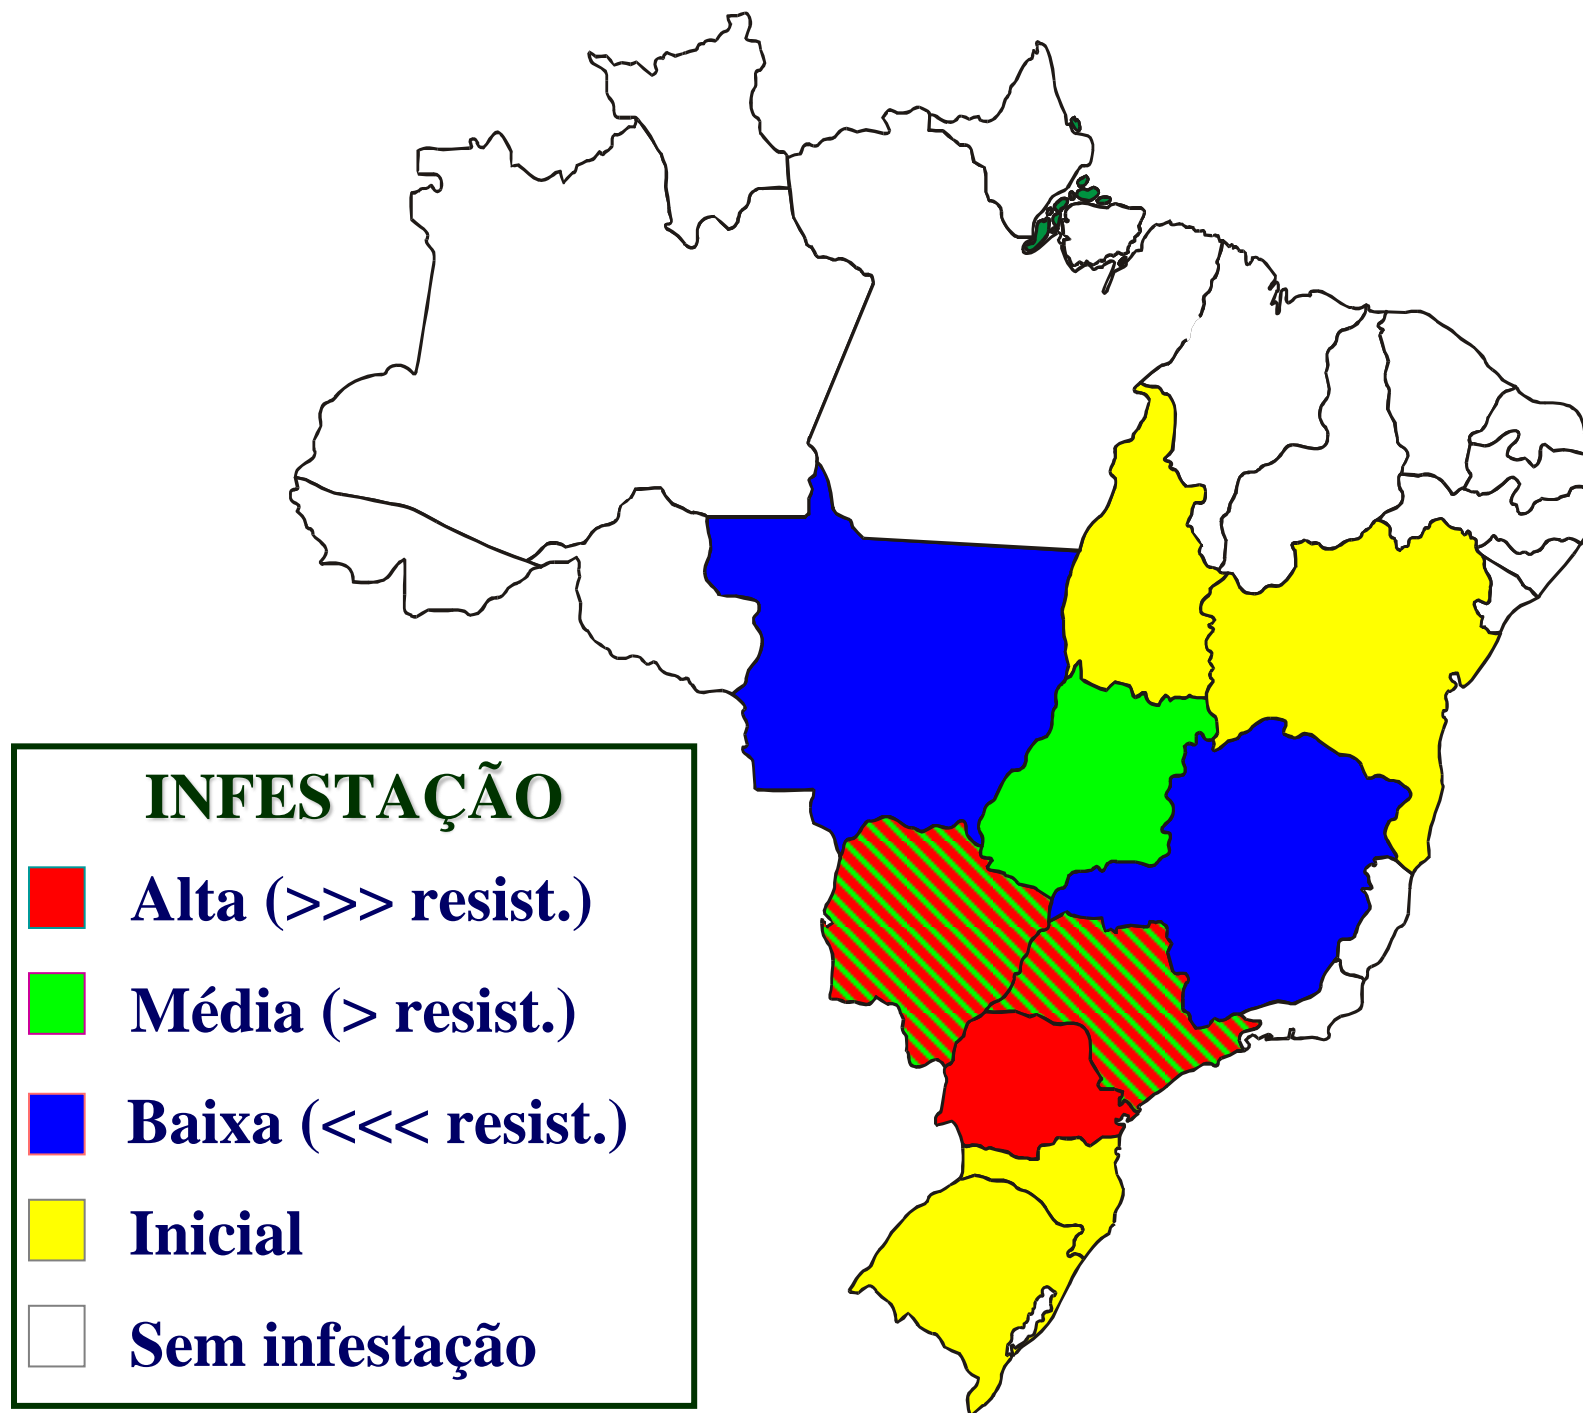 INFESTAÇÃO
Alta (>>> resist.)
Média (> resist.)
Baixa (<<< resist.)
Inicial
Sem infestação